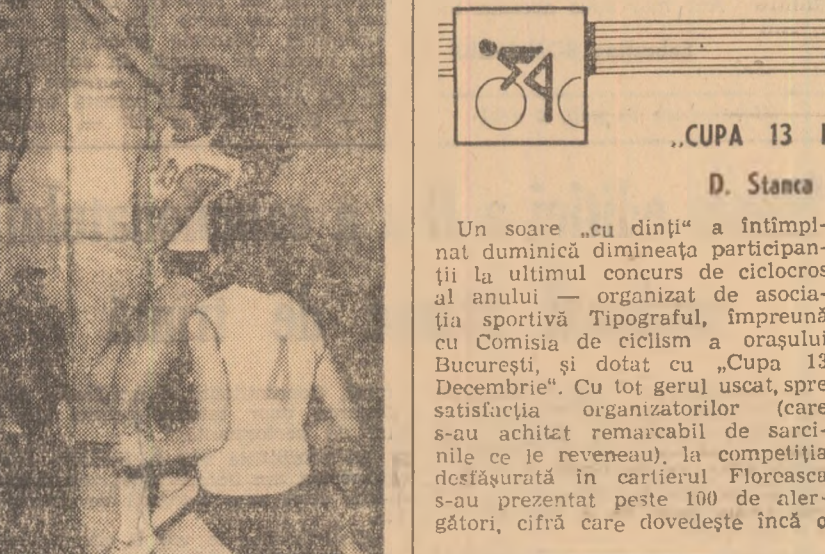 4
„CUPA 13
D. Stanca
Un soare „cu dinți“ a întîmpi-
nat duminică dimineața participan-
ții la ultimul concurs de ciclocros
al anului — organizat de asocia-
ția sportivă Tipograful, împreună
cu Comisia de ciclism a orașului
București, și dotat cu „Cupa 13
Decembrie“. Cu tot gerul uscat, spre
satisfacția organizatorilor (care
s-au achitat remarcabil de sarci-
nile ce le reveneau), la competiția
desfășurată în cartierul Floreasca
s-au prezentat peste 100 de aler-
gători, cifră care dovedește încă o